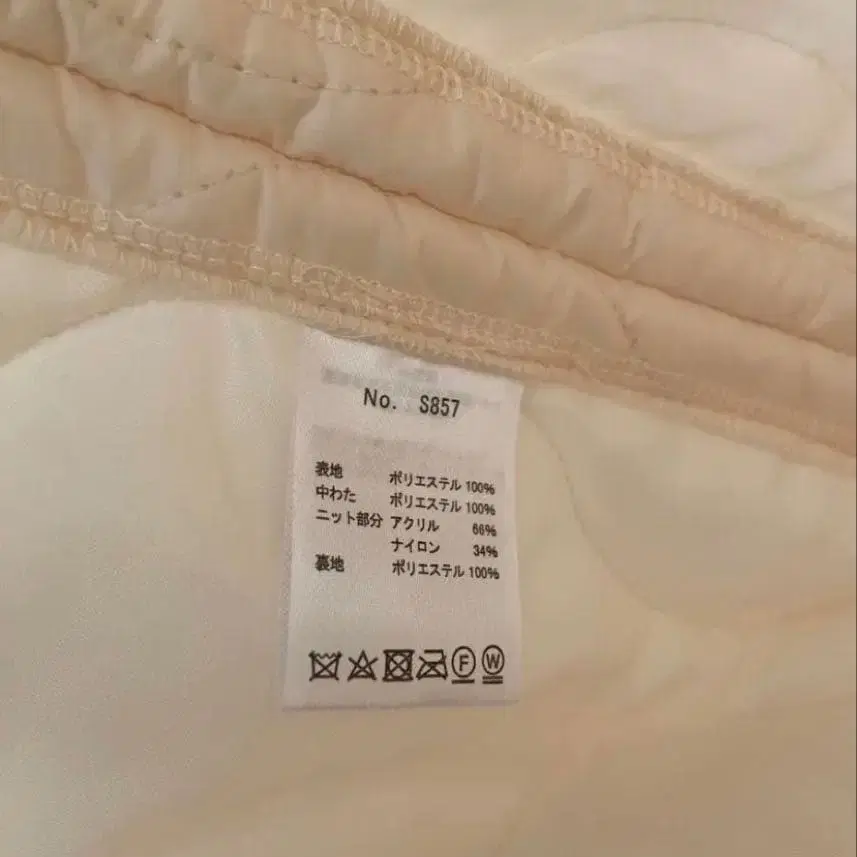 No. S857
表地 ポリエステル 100%
中わた ポリエステル 100%
ニット部分 アクリル 66%
ナイロン 34%
裏地 ポリエステル 100%
F W